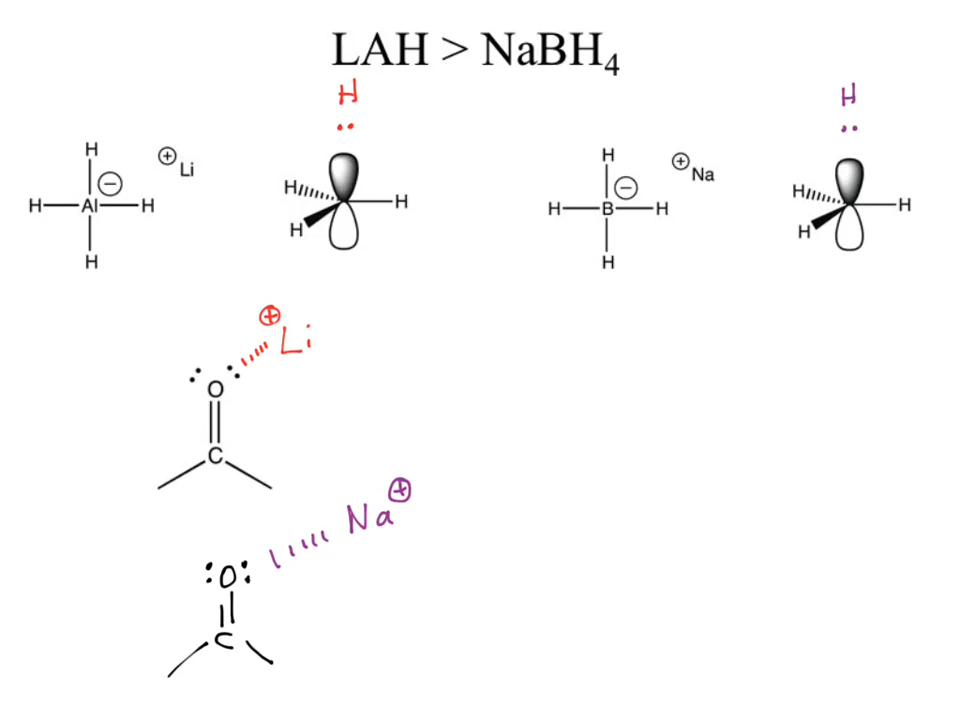 LAH > NaBH₄
H H
•• ••
H ⊕ Li H ⊕ Na
⊖ ⊖
H Al H H H H B H H H
H H
H H
⊕
Li
O
C
⊕
Na
:O:
C